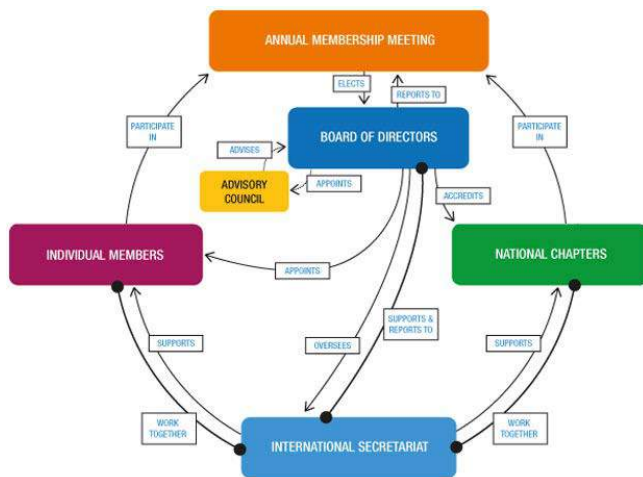 ANNUAL MEMBERSHIP MEETING
ELECTS
REPORTS TO
PARTICIPATE
IN
PARTICIPATE
IN
BOARD OF DIRECTORS
ADVISES
ADVISORY
COUNCIL
APPOINTS
ACCREDITS
INDIVIDUAL MEMBERS
NATIONAL CHAPTERS
APPOINTS
SUPPORTS
OVERSEES
SUPPORTS &
REPORTS TO
SUPPORTS
WORK
TOGETHER
WORK
TOGETHER
INTERNATIONAL SECRETARIAT